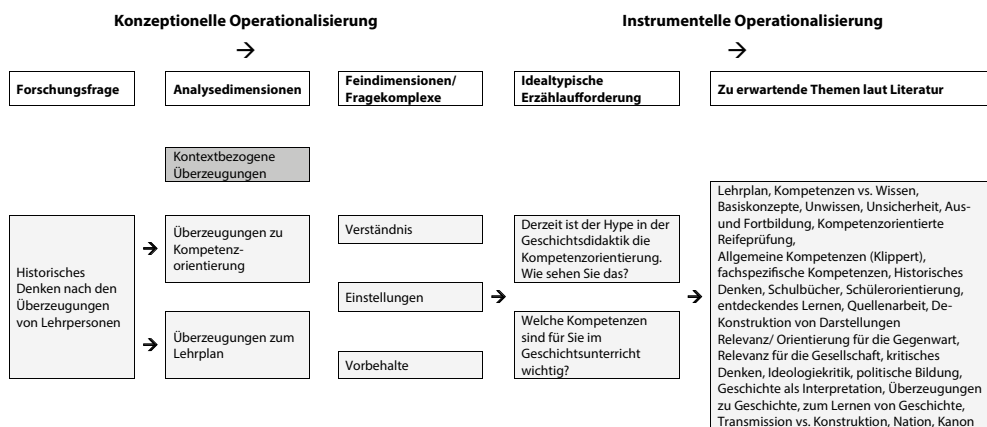 Konzeptionelle Operationalisierung
→
Instrumentelle Operationalisierung
→
Forschungsfrage
Analysedimensionen
Feindimensionen/
Fragekomplexe
Idealtypische
Erzählaufforderung
Zu erwartende Themen laut Literatur
Kontextbezogene
Überzeugungen
Historisches
Denken nach den
Überzeugungen
von Lehrpersonen
→
Überzeugungen zu
Kompetenz-
orientierung
→
Überzeugungen zum
Lehrplan
Verständnis
Einstellungen
Vorbehalte
→
Derzeit ist der Hype in der
Geschichtsdidaktik die
Kompetenzorientierung.
Wie sehen Sie das?
Welche Kompetenzen
sind für Sie im
Geschichtsunterricht
wichtig?
→
Lehrplan, Kompetenzen vs. Wissen,
Basiskonzepte, Unwissen, Unsicherheit, Aus-
und Fortbildung, Kompetenzorientierte
Reifeprüfung,
Allgemeine Kompetenzen (Klippert),
fachspezifische Kompetenzen, Historisches
Denken, Schulbücher, Schülerorientierung,
entdeckendes Lernen, Quellenarbeit, De-
Konstruktion von Darstellungen
Relevanz/ Orientierung für die Gegenwart,
Relevanz für die Gesellschaft, kritisches
Denken, Ideologiekritik, politische Bildung,
Geschichte als Interpretation, Überzeugungen
zu Geschichte, zum Lernen von Geschichte,
Transmission vs. Konstruktion, Nation, Kanon